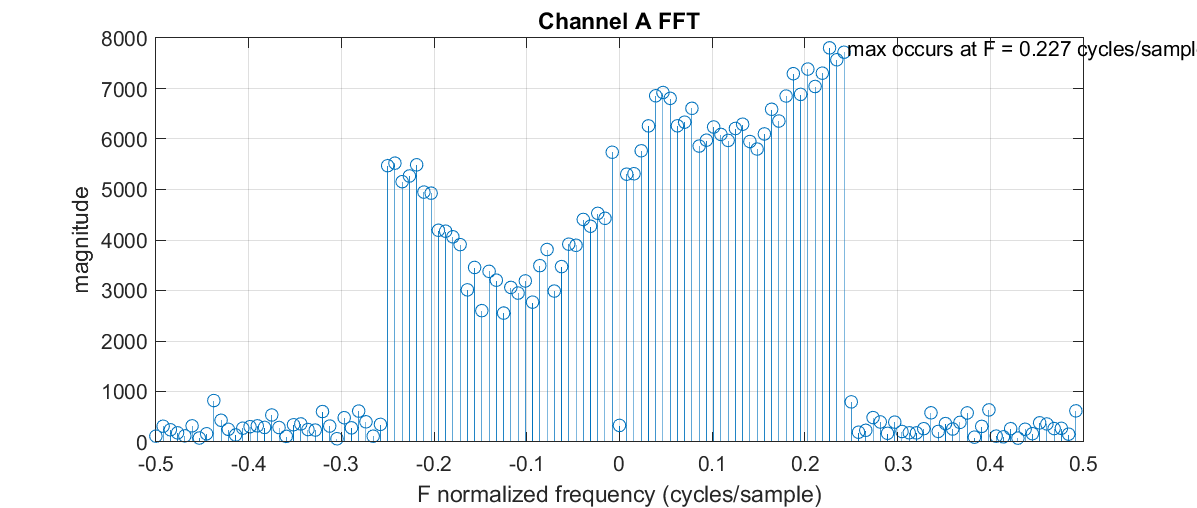 Channel A FFT
8000
7000
6000
5000
4000
3000
2000
1000
0
magnitude
max occurs at F = 0.227 cycles/sampl
-0.5 -0.4 -0.3 -0.2 -0.1 0 0.1 0.2 0.3 0.4 0.5
F normalized frequency (cycles/sample)